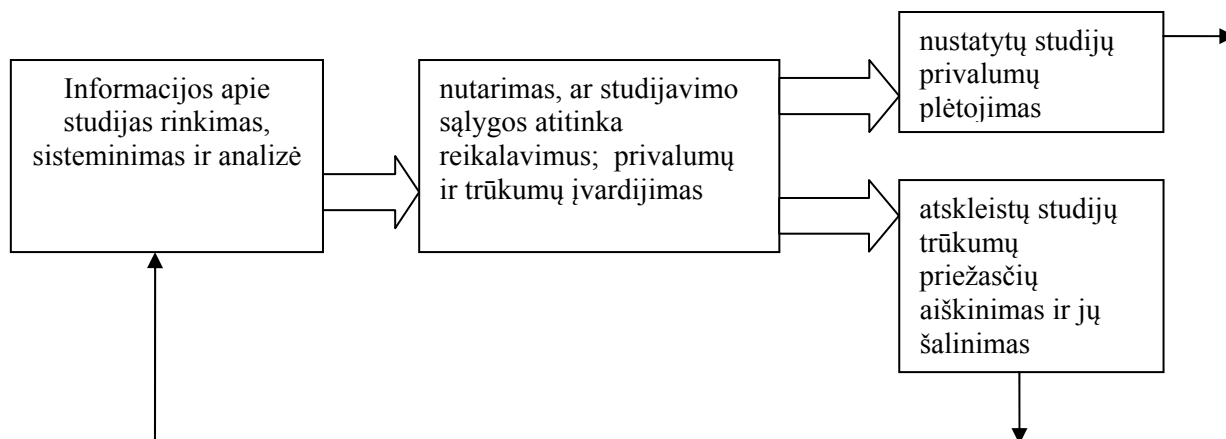 Informacijos apie
studijas rinkimas,
sisteminimas ir analizė
nutarimas, ar studijavimo
sąlygos atitinka
reikalavimus;  privalumų
ir trūkumų įvardijimas
nustatytų studijų
privalumų
plėtojimas
atskleistų studijų
trūkumų
priežasčių
aiškinimas ir jų
šalinimas